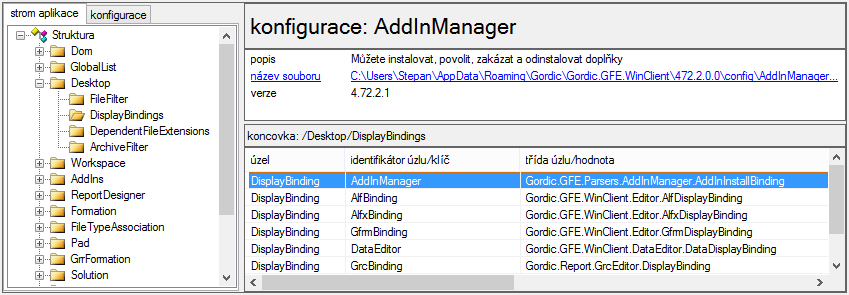 strom aplikace
konfigurace
Struktura
Dom
GlobalList
Desktop
FileFilter
DisplayBindings
DependentFileExtensions
ArchiveFilter
Workspace
AddIns
ReportDesigner
Formation
FileTypeAssociation
Pad
GrrFormation
Solution
konfigurace: AddInManager
popis Můžete instalovat, povolit, zakázat a odinstalovat doplňky
název souboru C:\Users\Stepan\AppData\Roaming\Gordic\Gordic.GFE.WinClient\472.2.0.0\config\AddInManager...
verze 4.72.2.1
koncovka: /Desktop/DisplayBindings
úzel identifikátor úzlu/klíč třída úzlu/hodnota
DisplayBinding AddInManager Gordic.GFE.Parsers.AddInManager.AddInInstallBinding
DisplayBinding AlfBinding Gordic.GFE.WinClient.Editor.AlfDisplayBinding
DisplayBinding AlfxBinding Gordic.GFE.WinClient.Editor.AlfxDisplayBinding
DisplayBinding GfrmBinding Gordic.GFE.WinClient.Editor.GfrmDisplayBinding
DisplayBinding DataEditor Gordic.GFE.WinClient.DataEditor.DataDisplayBinding
DisplayBinding GrcBinding Gordic.Report.GrcEditor.DisplayBinding